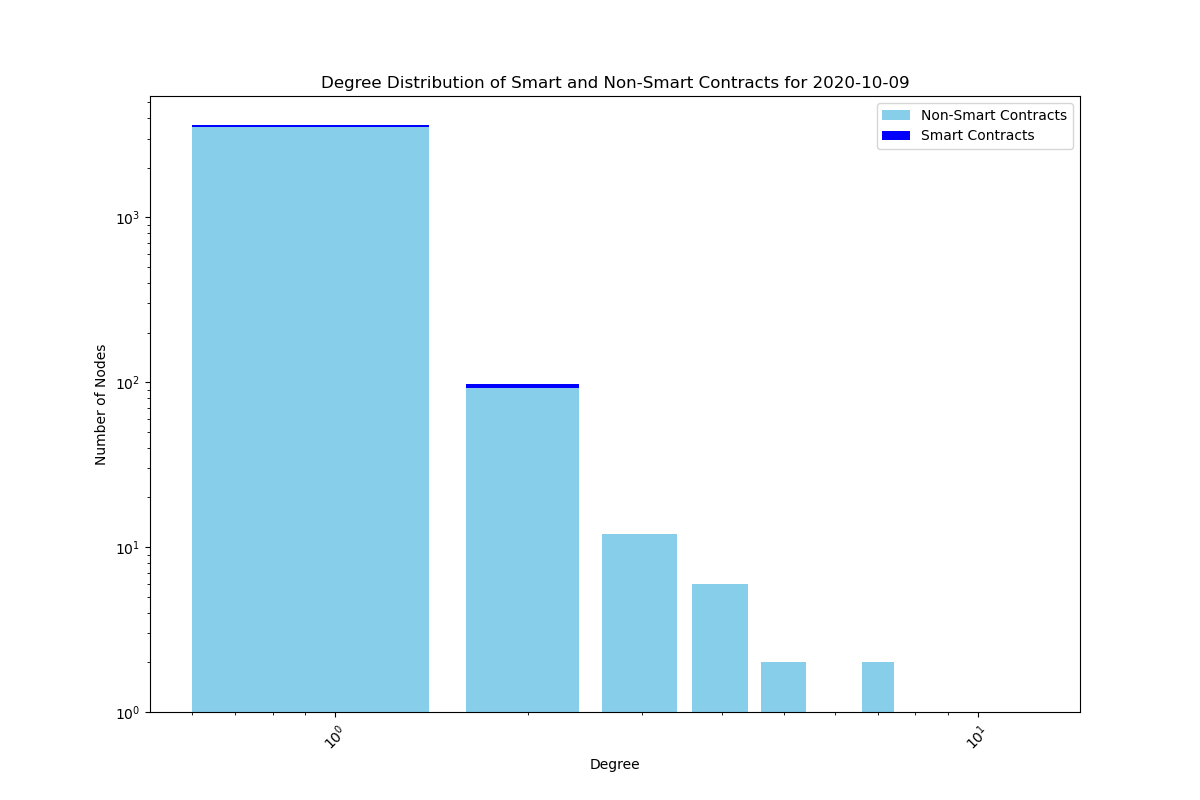 Degree Distribution of Smart and Non-Smart Contracts for 2020-10-09
Non-Smart Contracts
Smart Contracts
Number of Nodes
10³
10²
10¹
10⁰
10⁰
10¹
Degree